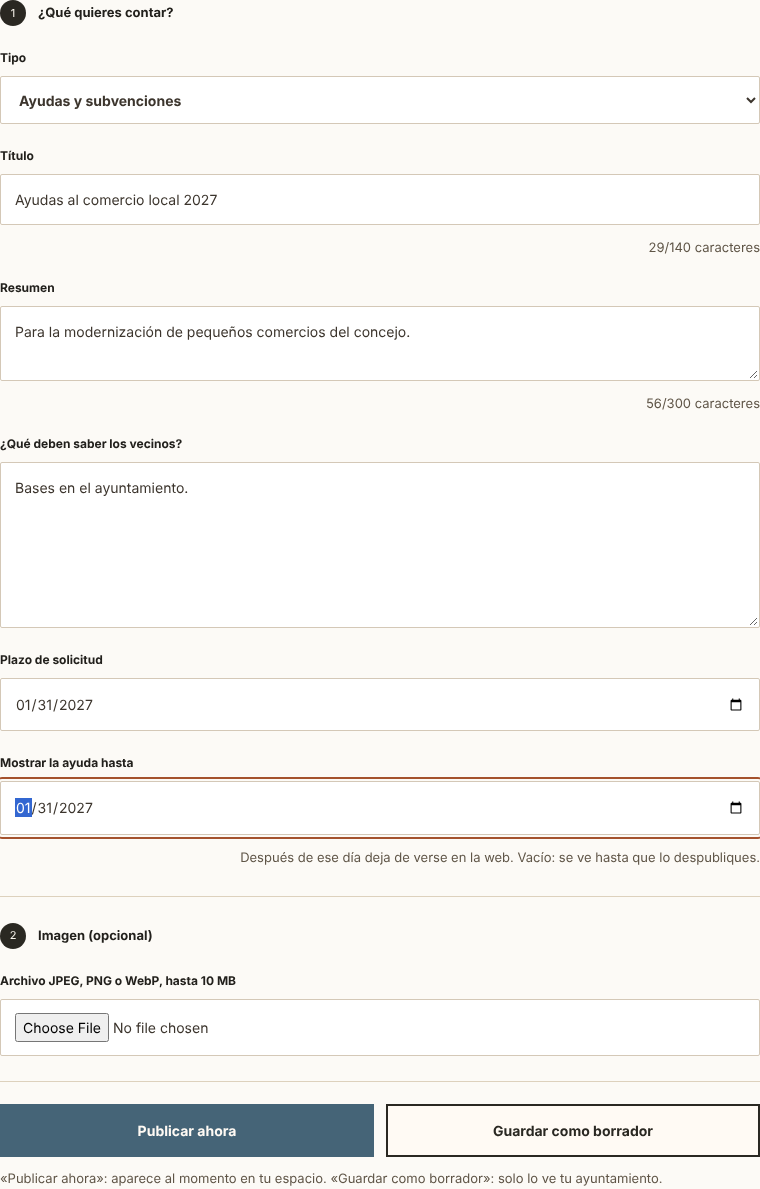 1 ¿Qué quieres contar?
Tipo
Ayudas y subvenciones
Título
Ayudas al comercio local 2027
29/140 caracteres
Resumen
Para la modernización de pequeños comercios del concejo.
56/300 caracteres
¿Qué deben saber los vecinos?
Bases en el ayuntamiento.
Plazo de solicitud
01/31/2027
Mostrar la ayuda hasta
01/31/2027
Después de ese día deja de verse en la web. Vacío: se ve hasta que lo despubliques.
2 Imagen (opcional)
Archivo JPEG, PNG o WebP, hasta 10 MB
Choose File No file chosen
Publicar ahora Guardar como borrador
«Publicar ahora»: aparece al momento en tu espacio. «Guardar como borrador»: solo lo ve tu ayuntamiento.